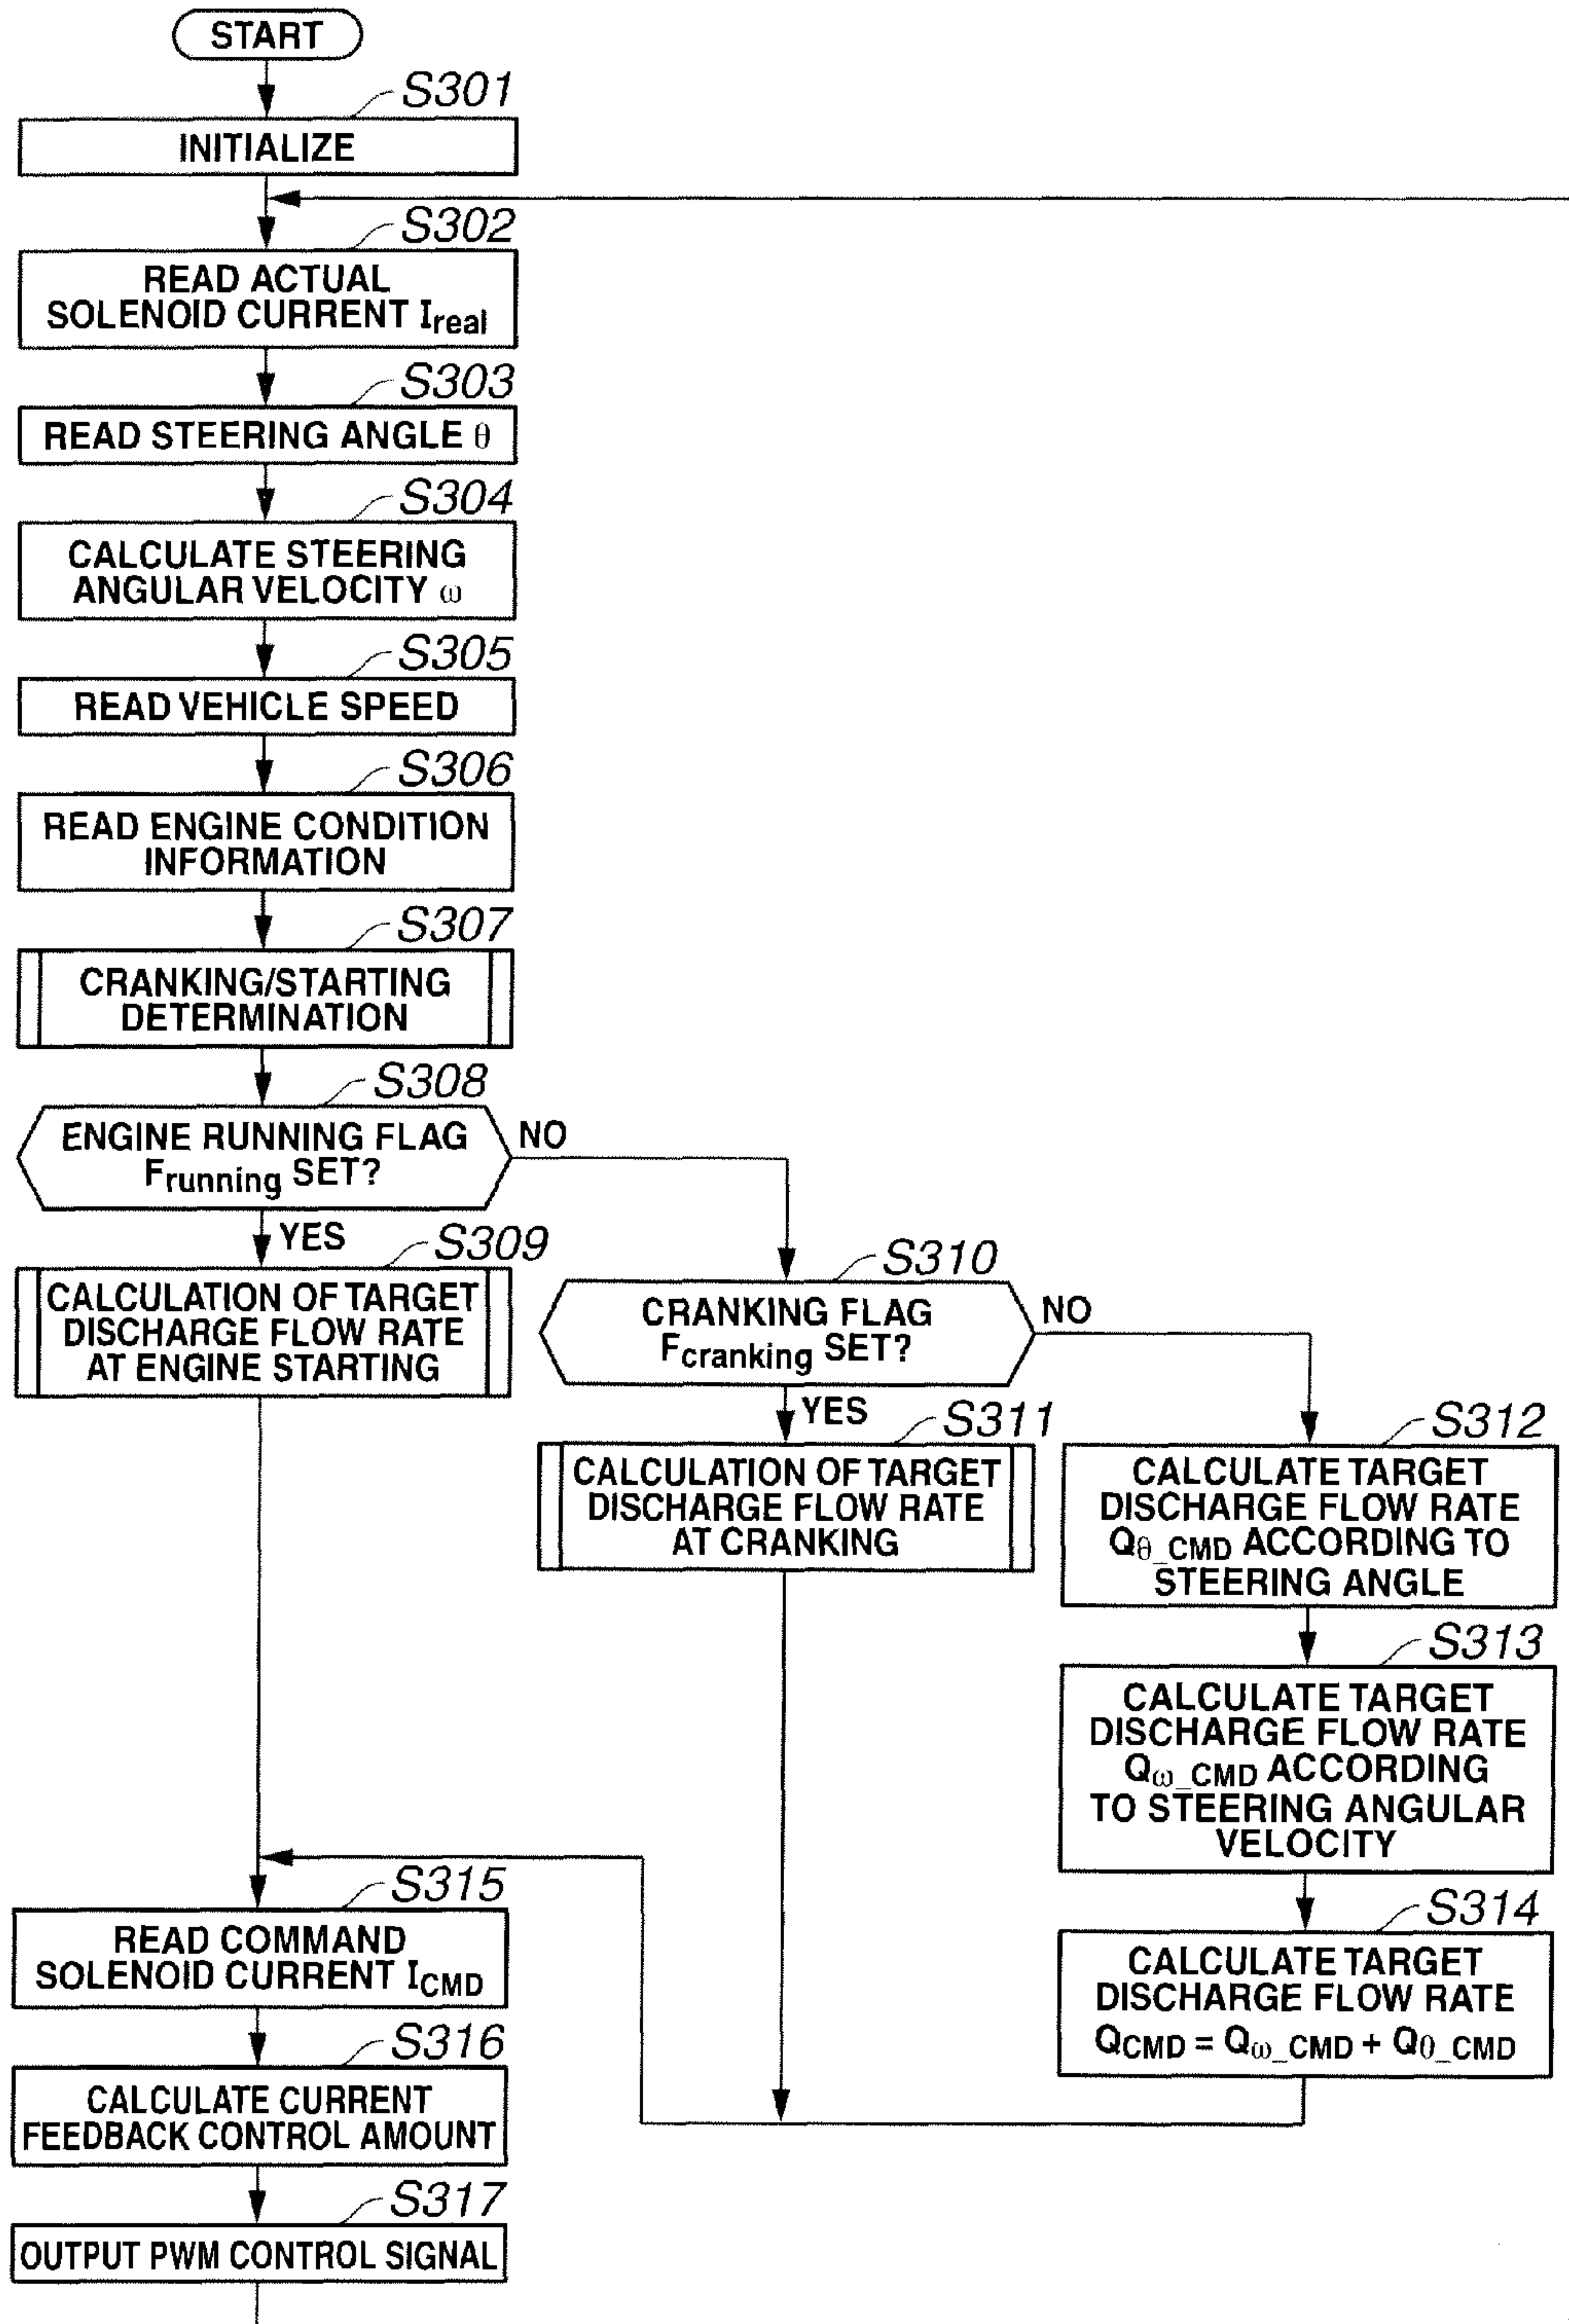 START
S301
INITIALIZE
S302
READ ACTUAL
SOLENOID CURRENT Ireal
S303
READ STEERING ANGLE θ
S304
CALCULATE STEERING
ANGULAR VELOCITY ω
S305
READ VEHICLE SPEED
S306
READ ENGINE CONDITION
INFORMATION
S307
CRANKING/STARTING
DETERMINATION
S308
ENGINE RUNNING FLAG
Frunning SET?
NO
YES
S309
CALCULATION OF TARGET
DISCHARGE FLOW RATE
AT ENGINE STARTING
S310
CRANKING FLAG
Fcranking SET?
NO
YES
S311
CALCULATION OF TARGET
DISCHARGE FLOW RATE
AT CRANKING
S312
CALCULATE TARGET
DISCHARGE FLOW RATE
Qθ_CMD ACCORDING TO
STEERING ANGLE
S313
CALCULATE TARGET
DISCHARGE FLOW RATE
Qω_CMD ACCORDING
TO STEERING ANGULAR
VELOCITY
S314
CALCULATE TARGET
DISCHARGE FLOW RATE
QCMD = Qω_CMD + Qθ_CMD
S315
READ COMMAND
SOLENOID CURRENT ICMD
S316
CALCULATE CURRENT
FEEDBACK CONTROL AMOUNT
S317
OUTPUT PWM CONTROL SIGNAL